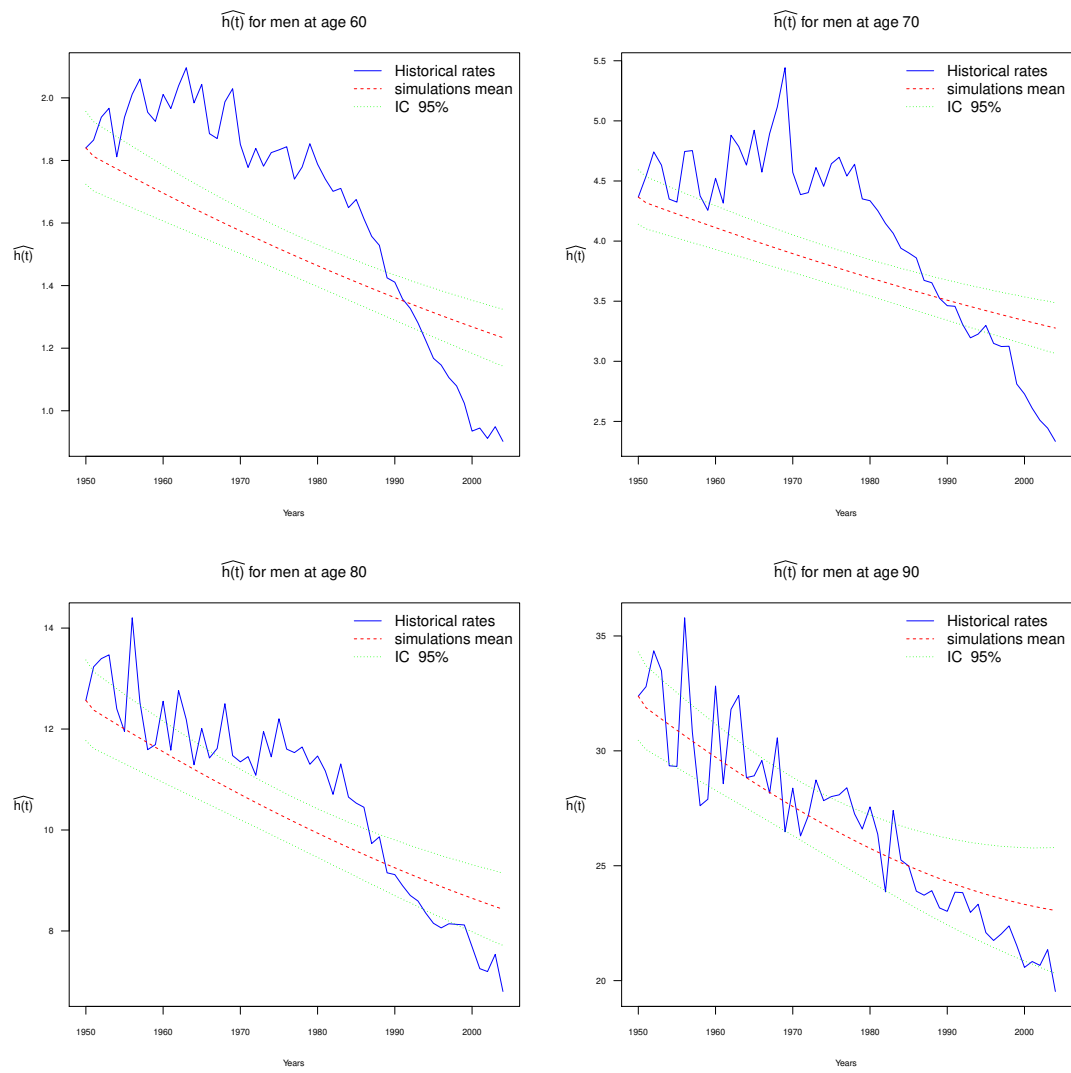 h(t) for men at age 60
Historical rates
simulations mean
IC 95%
2.0
1.8
1.6
1.4
1.2
1.0
h(t)
1950 1960 1970 1980 1990 2000
Years
h(t) for men at age 70
Historical rates
simulations mean
IC 95%
5.5
5.0
4.5
4.0
3.5
3.0
2.5
h(t)
1950 1960 1970 1980 1990 2000
Years
h(t) for men at age 80
Historical rates
simulations mean
IC 95%
14
12
10
8
h(t)
1950 1960 1970 1980 1990 2000
Years
h(t) for men at age 90
Historical rates
simulations mean
IC 95%
35
30
25
20
h(t)
1950 1960 1970 1980 1990 2000
Years